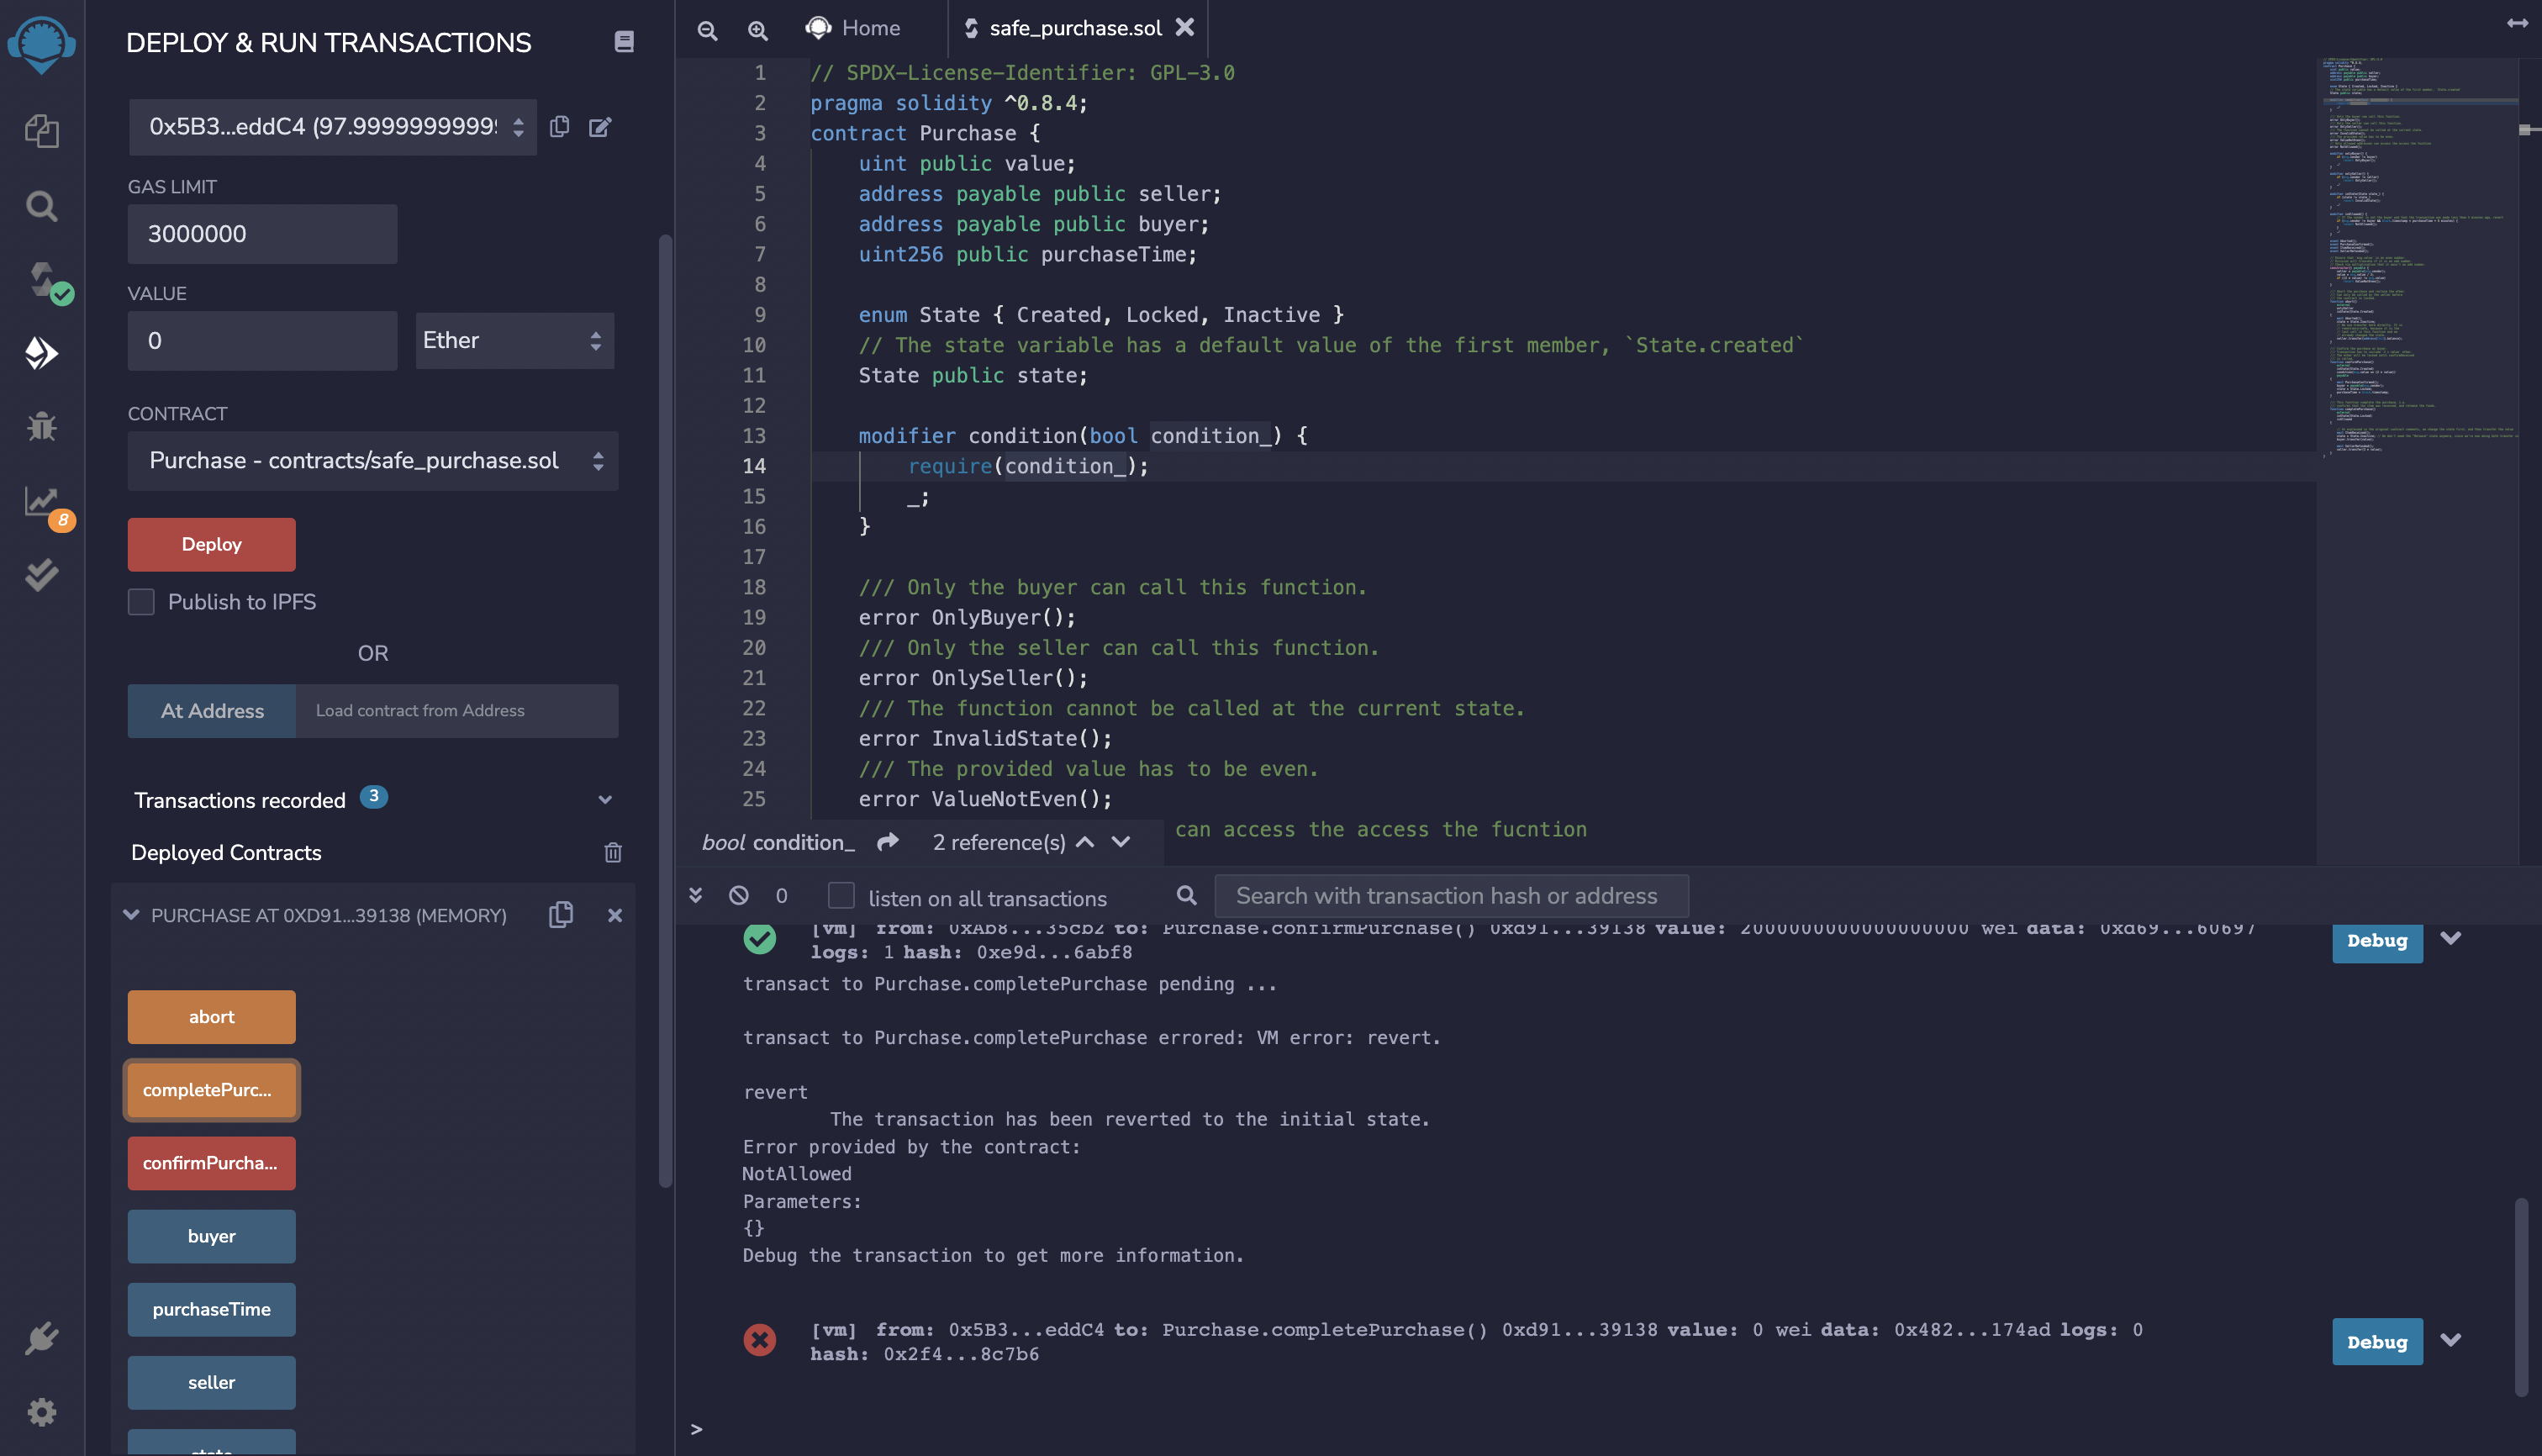 DEPLOY & RUN TRANSACTIONS
0x5B3...eddC4 (97.9999999999
GAS LIMIT
3000000
VALUE
0
Ether
CONTRACT
Purchase - contracts/safe_purchase.sol
8
Deploy
Publish to IPFS
OR
At Address
Load contract from Address
Transactions recorded 3
Deployed Contracts
PURCHASE AT 0XD91...39138 (MEMORY)
abort
completePurc...
confirmPurcha...
buyer
purchaseTime
seller
state
Home
safe_purchase.sol
1 // SPDX-License-Identifier: GPL-3.0
2 pragma solidity ^0.8.4;
3 contract Purchase {
4 uint public value;
5 address payable public seller;
6 address payable public buyer;
7 uint256 public purchaseTime;
8
9 enum State { Created, Locked, Inactive }
10 // The state variable has a default value of the first member, `State.created`
11 State public state;
12
13 modifier condition(bool condition_) {
14 require(condition_);
15 _;
16 }
17
18 /// Only the buyer can call this function.
19 error OnlyBuyer();
20 /// Only the seller can call this function.
21 error OnlySeller();
22 /// The function cannot be called at the current state.
23 error InvalidState();
24 /// The provided value has to be even.
25 error ValueNotEven();
can access the access the fucntion
bool condition_ 2 reference(s)
0
listen on all transactions
Search with transaction hash or address
[vm] from: 0xAb8...35cb2 to: Purchase.confirmPurchase() 0xd91...39138 value: 2000000000000000000 wei data: 0xd69...60697
logs: 1 hash: 0xe9d...6abf8
Debug
transact to Purchase.completePurchase pending ...
transact to Purchase.completePurchase errored: VM error: revert.
revert
The transaction has been reverted to the initial state.
Error provided by the contract:
NotAllowed
Parameters:
{}
Debug the transaction to get more information.
[vm] from: 0x5B3...eddC4 to: Purchase.completePurchase() 0xd91...39138 value: 0 wei data: 0x482...174ad logs: 0
hash: 0x2f4...8c7b6
Debug
>